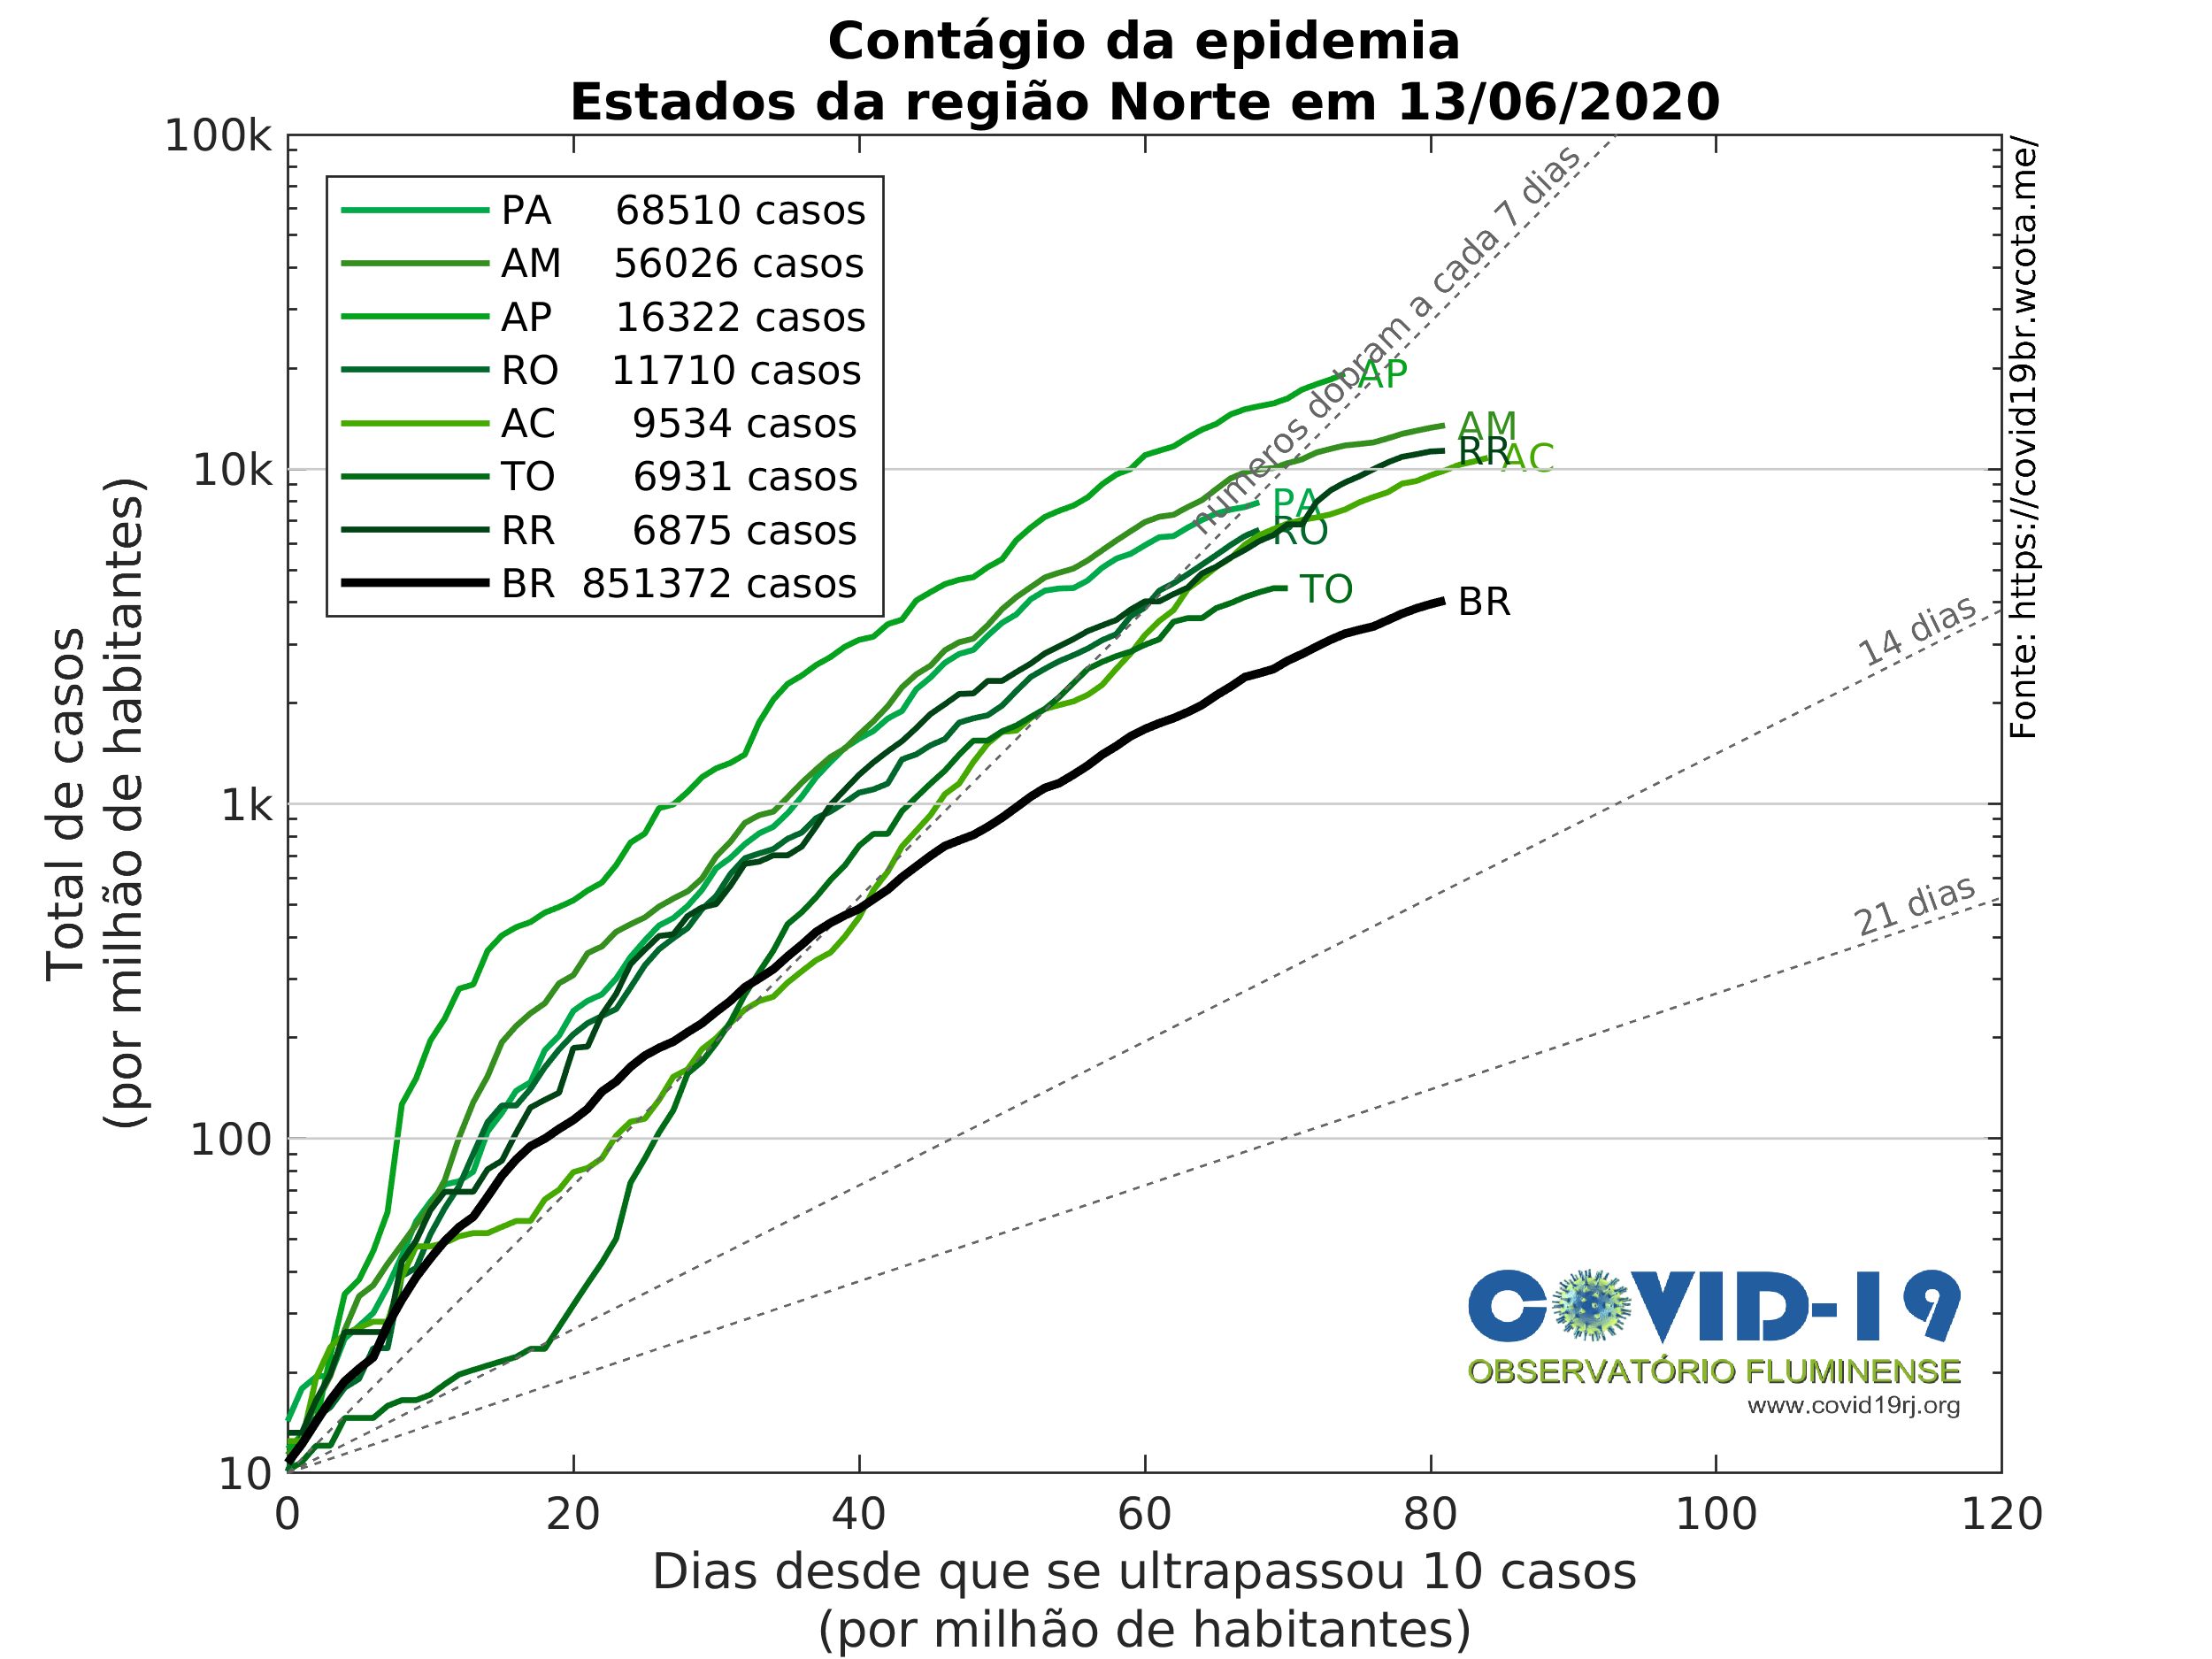 Contágio da epidemia
Estados da região Norte em 13/06/2020
100k
10k
1k
100
10
Total de casos
(por milhão de habitantes)
PA 68510 casos
AM 56026 casos
AP 16322 casos
RO 11710 casos
AC 9534 casos
TO 6931 casos
RR 6875 casos
BR 851372 casos
números dobram a cada 7 dias
14 dias
21 dias
AP
AM
RR
AC
PA
RO
TO
BR
Fonte: https://covid19br.wcota.me/
COVID-19
OBSERVATÓRIO FLUMINENSE
www.covid19rj.org
0 20 40 60 80 100 120
Dias desde que se ultrapassou 10 casos
(por milhão de habitantes)